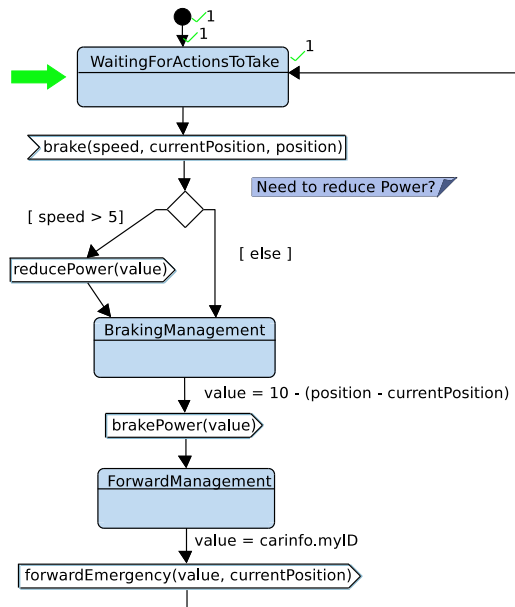 1
1
1
WaitingForActionsToTake
brake(speed, currentPosition, position)
Need to reduce Power?
[ speed > 5]
[ else ]
reducePower(value)
BrakingManagement
value = 10 - (position - currentPosition)
brakePower(value)
ForwardManagement
value = carinfo.myID
forwardEmergency(value, currentPosition)